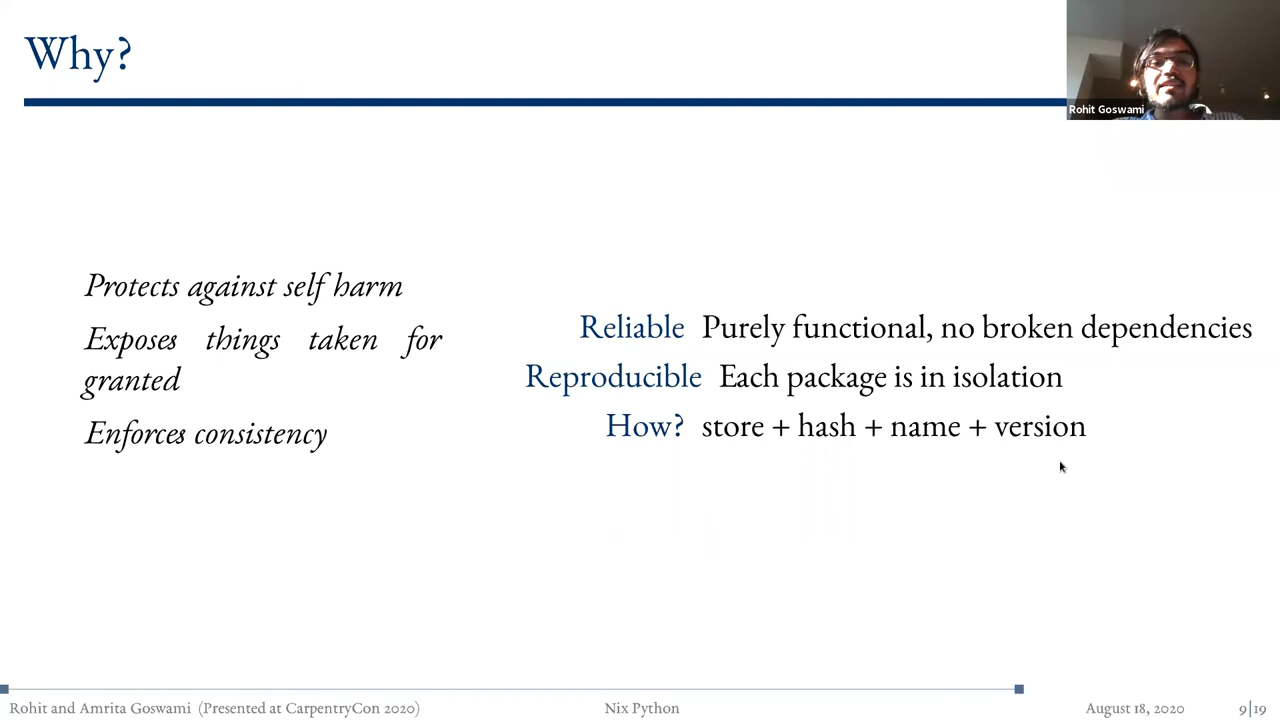 Why?
Rohit Goswami
Protects against self harm
Exposes things taken for
granted
Enforces consistency
Reliable Purely functional, no broken dependencies
Reproducible Each package is in isolation
How? store + hash + name + version
Rohit and Amrita Goswami (Presented at CarpentryCon 2020) Nix Python August 18, 2020 9|19